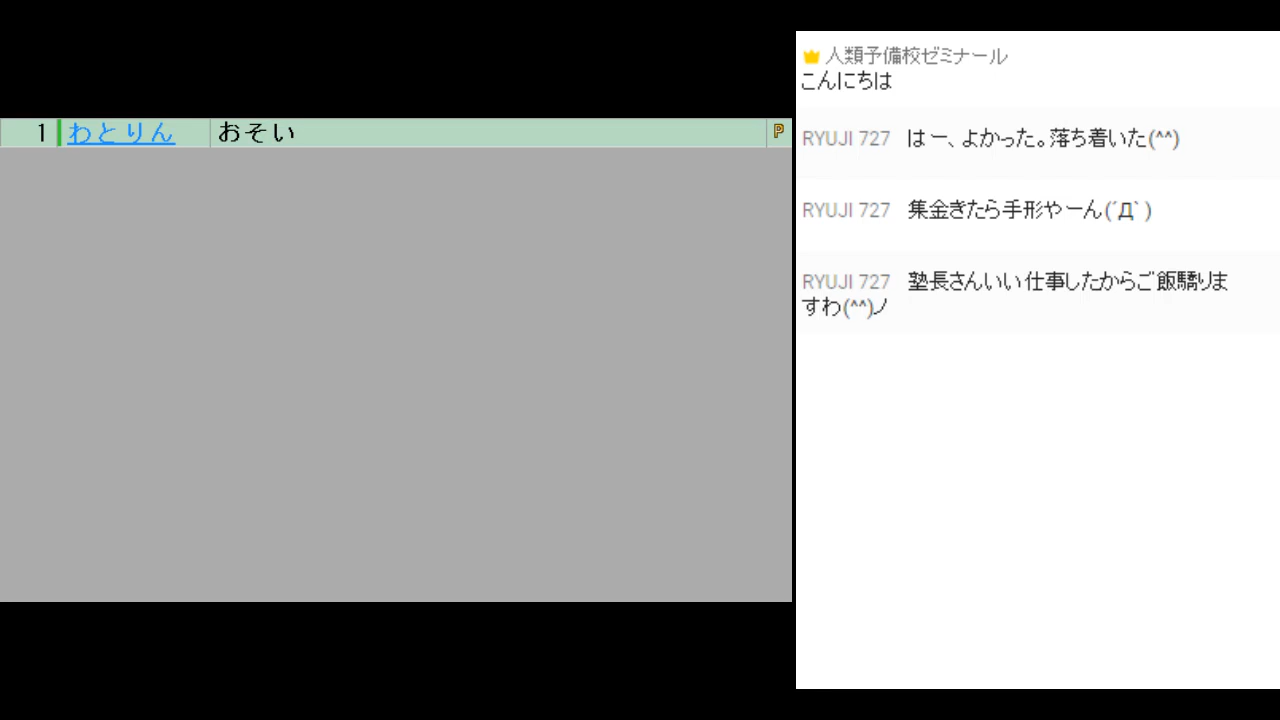 1 わとりん おそい P
人類予備校ゼミナール
こんにちは
RYUJI 727 はー、よかった。落ち着いた(^^)
RYUJI 727 集金きたら手形やーん(´Д` )
RYUJI 727 塾長さんいい仕事したからご飯驕りま
すわ(^^)ノ